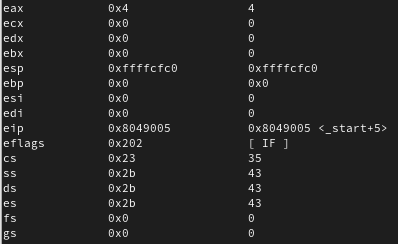 eax 0x4 4
ecx 0x0 0
edx 0x0 0
ebx 0x0 0
esp 0xffffcfc0 0xffffcfc0
ebp 0x0 0x0
esi 0x0 0
edi 0x0 0
eip 0x8049005 0x8049005 <_start+5>
eflags 0x202 [ IF ]
cs 0x23 35
ss 0x2b 43
ds 0x2b 43
es 0x2b 43
fs 0x0 0
gs 0x0 0